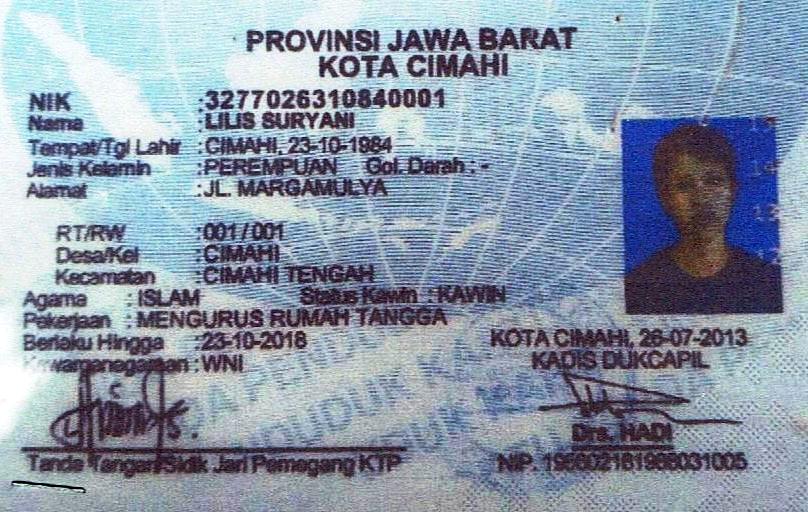 PROVINSI JAWA BARAT
KOTA CIMAHI
NIK :3277026310840001
Nama :LILIS SURYANI
Tempat/Tgl Lahir :CIMAHI, 23-10-1984
Jenis Kelamin :PEREMPUAN Gol. Darah : -
Alamat :JL. MARGAMULYA
RT/RW :001 / 001
Desa/Kel :CIMAHI
Kecamatan :CIMAHI TENGAH
Agama : ISLAM Status Kawin : KAWIN
Pekerjaan : MENGURUS RUMAH TANGGA
Berlaku Hingga :23-10-2018
Kewarganegaraan :WNI
KOTA CIMAHI, 26-07-2013
KADIS DUKCAPIL
Drs. HADI
NIP.
Tanda Tangan/Sidik Jari Pemegang KTP